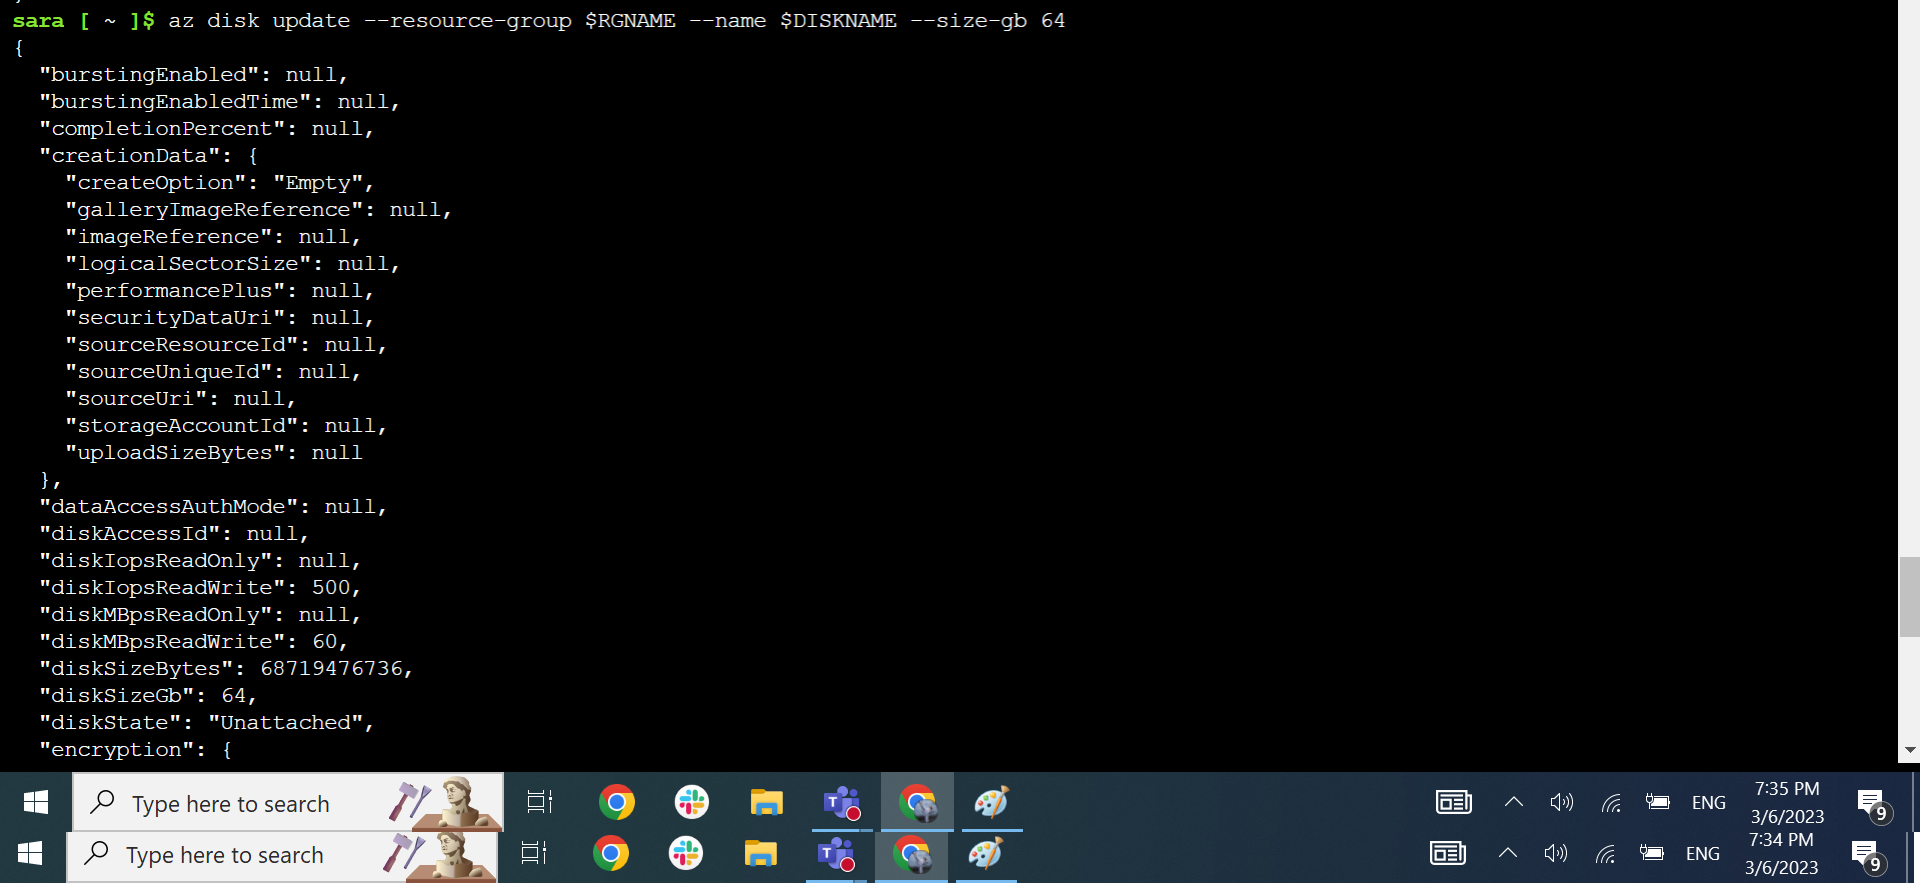 sara [ ~ ]$ az disk update --resource-group $RGNAME --name $DISKNAME --size-gb 64
{
  "burstingEnabled": null,
  "burstingEnabledTime": null,
  "completionPercent": null,
  "creationData": {
    "createOption": "Empty",
    "galleryImageReference": null,
    "imageReference": null,
    "logicalSectorSize": null,
    "performancePlus": null,
    "securityDataUri": null,
    "sourceResourceId": null,
    "sourceUniqueId": null,
    "sourceUri": null,
    "storageAccountId": null,
    "uploadSizeBytes": null
  },
  "dataAccessAuthMode": null,
  "diskAccessId": null,
  "diskIopsReadOnly": null,
  "diskIopsReadWrite": 500,
  "diskMBpsReadOnly": null,
  "diskMBpsReadWrite": 60,
  "diskSizeBytes": 68719476736,
  "diskSizeGb": 64,
  "diskState": "Unattached",
  "encryption": {
Type here to search
T
ENG
7:35 PM
3/6/2023
9
Type here to search
T
ENG
7:34 PM
3/6/2023
9